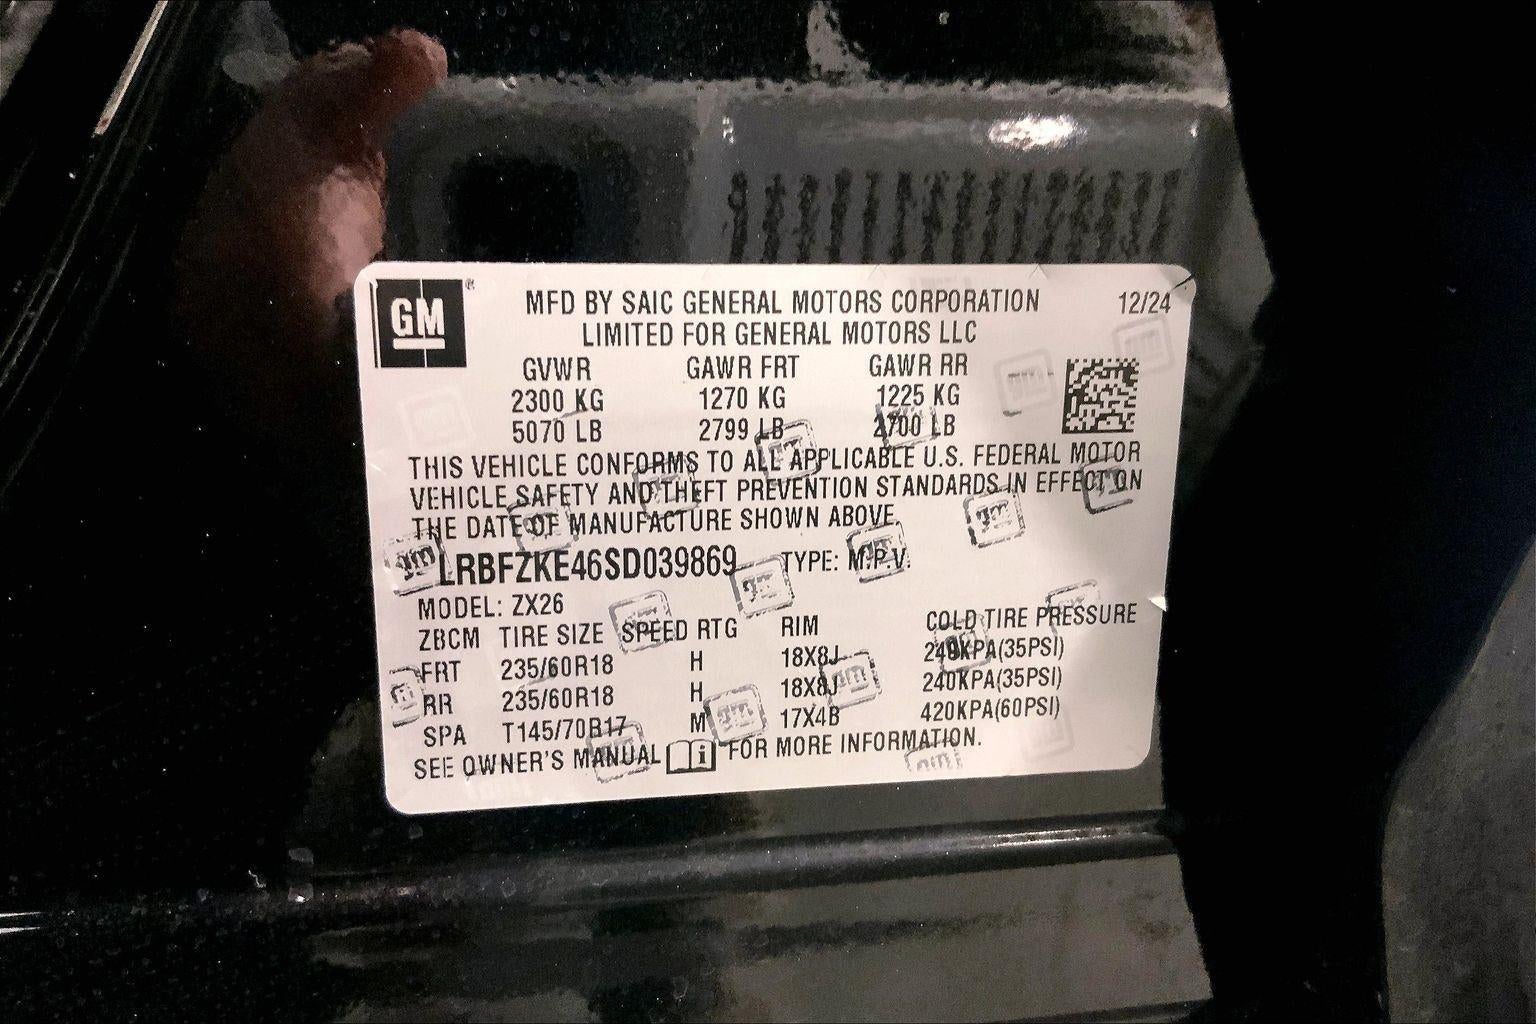 GM ®
MFD BY SAIC GENERAL MOTORS CORPORATION 12/24
LIMITED FOR GENERAL MOTORS LLC
GVWR GAWR FRT GAWR RR
2300 KG 1270 KG 1225 KG
5070 LB 2799 LB 2700 LB
THIS VEHICLE CONFORMS TO ALL APPLICABLE U.S. FEDERAL MOTOR
VEHICLE SAFETY AND THEFT PREVENTION STANDARDS IN EFFECT ON
THE DATE OF MANUFACTURE SHOWN ABOVE.
LRBFZKE46SD039869 TYPE: M.P.V.
MODEL: ZX26
ZBCM TIRE SIZE SPEED RTG RIM COLD TIRE PRESSURE
FRT 235/60R18 H 18X8J 240KPA(35PSI)
RR 235/60R18 H 18X8J 240KPA(35PSI)
SPA T145/70R17 M 17X4B 420KPA(60PSI)
SEE OWNER'S MANUAL i FOR MORE INFORMATION.